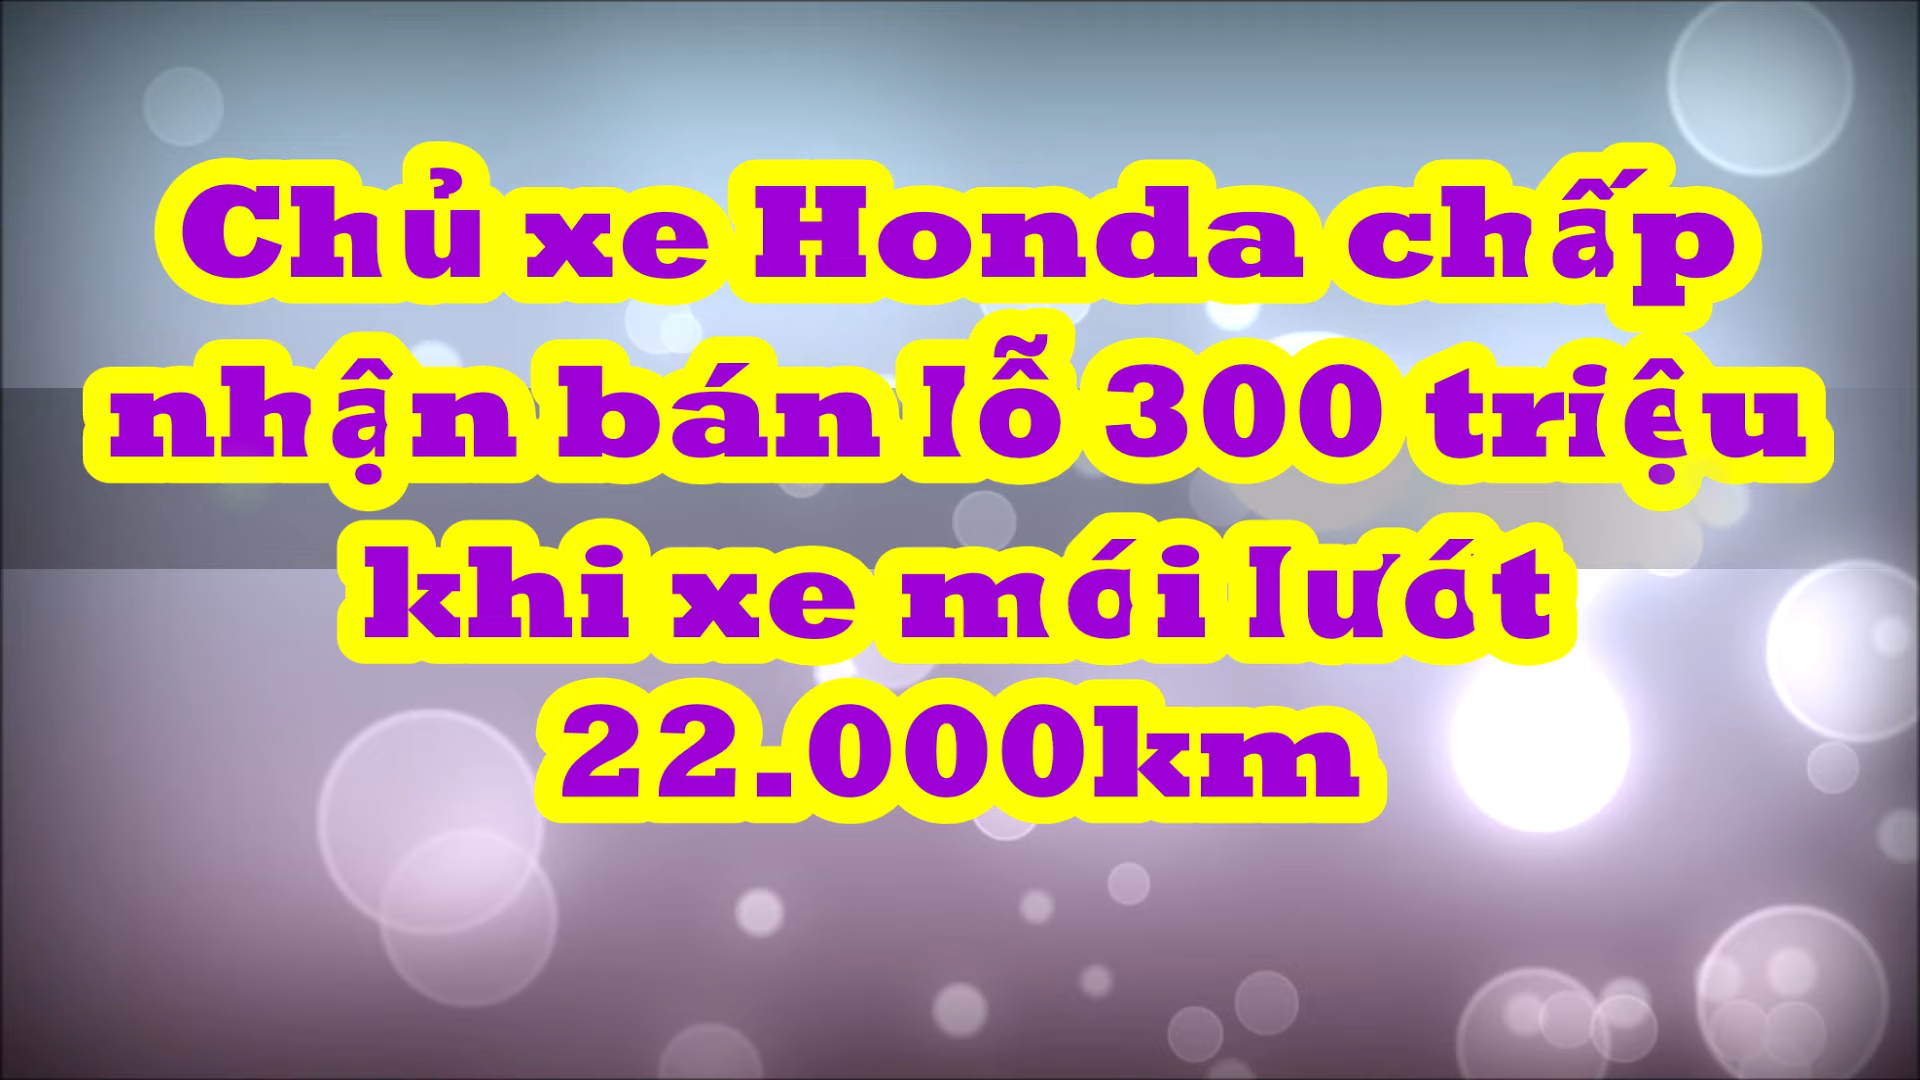 Chủ xe Honda chấp
nhận bán lỗ 300 triệu
khi xe mới lướt
22.000km